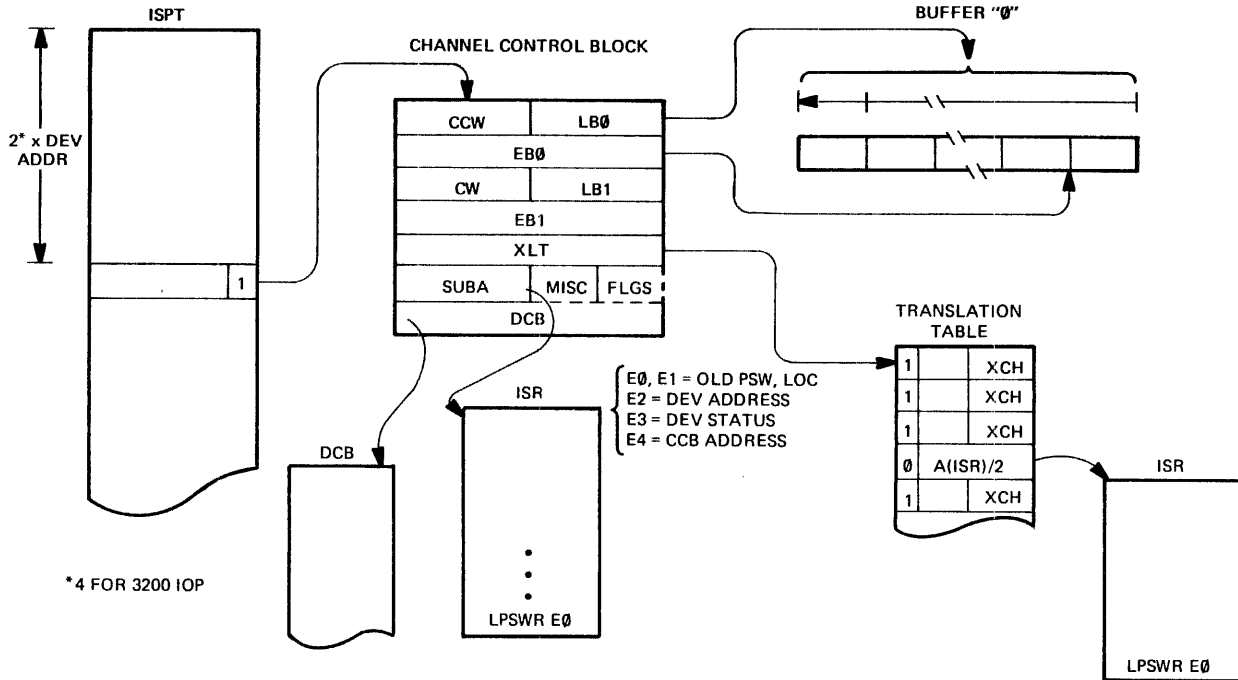 ISPT
BUFFER "Ø"
CHANNEL CONTROL BLOCK
2* x DEV
ADDR
CCW LBØ
EBØ
CW LB1
EB1
XLT
SUBA MISC FLGS
DCB
1
TRANSLATION
TABLE
1 XCH
1 XCH
1 XCH
Ø A(ISR)/2
1 XCH
ISR
EØ, E1 = OLD PSW, LOC
E2 = DEV ADDRESS
E3 = DEV STATUS
E4 = CCB ADDRESS
DCB
ISR
*4 FOR 3200 IOP
LPSWR EØ
LPSWR EØ